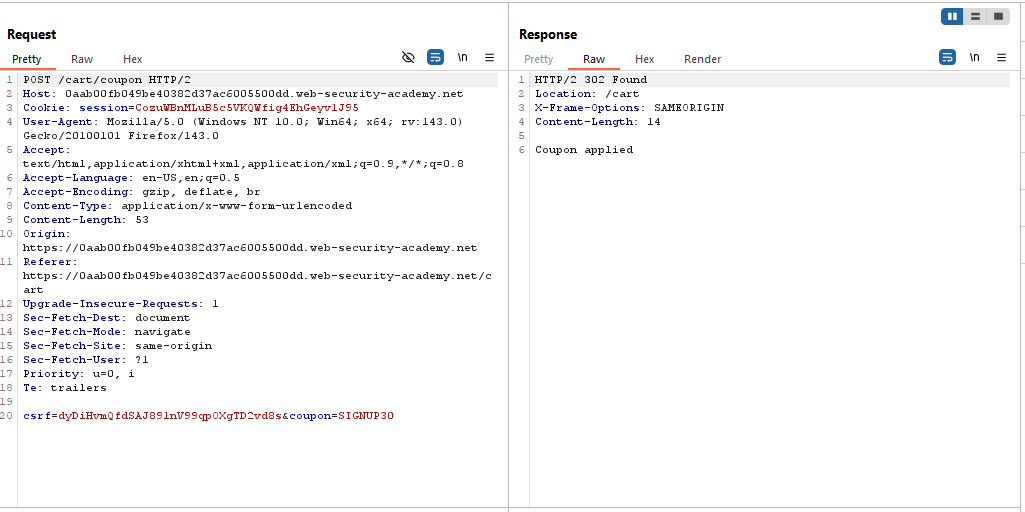 Request
Pretty Raw Hex \n
1 POST /cart/coupon HTTP/2
2 Host: 0aab00fb049be40382d37ac6005500dd.web-security-academy.net
3 Cookie: session=CozuWBnMLuB5c5VKQWfig4EhGeyv1J95
4 User-Agent: Mozilla/5.0 (Windows NT 10.0; Win64; x64; rv:143.0)
Gecko/20100101 Firefox/143.0
5 Accept:
text/html,application/xhtml+xml,application/xml;q=0.9,*/*;q=0.8
6 Accept-Language: en-US,en;q=0.5
7 Accept-Encoding: gzip, deflate, br
8 Content-Type: application/x-www-form-urlencoded
9 Content-Length: 53
10 Origin:
https://0aab00fb049be40382d37ac6005500dd.web-security-academy.net
11 Referer:
https://0aab00fb049be40382d37ac6005500dd.web-security-academy.net/c
art
12 Upgrade-Insecure-Requests: 1
13 Sec-Fetch-Dest: document
14 Sec-Fetch-Mode: navigate
15 Sec-Fetch-Site: same-origin
16 Sec-Fetch-User: ?1
17 Priority: u=0, i
18 Te: trailers
19
20 csrf=dyDiHvmQfdSAJ891nV99qp0XgTD2vd8s&coupon=SIGNUP30
Response
Pretty Raw Hex Render \n
1 HTTP/2 302 Found
2 Location: /cart
3 X-Frame-Options: SAMEORIGIN
4 Content-Length: 14
5
6 Coupon applied